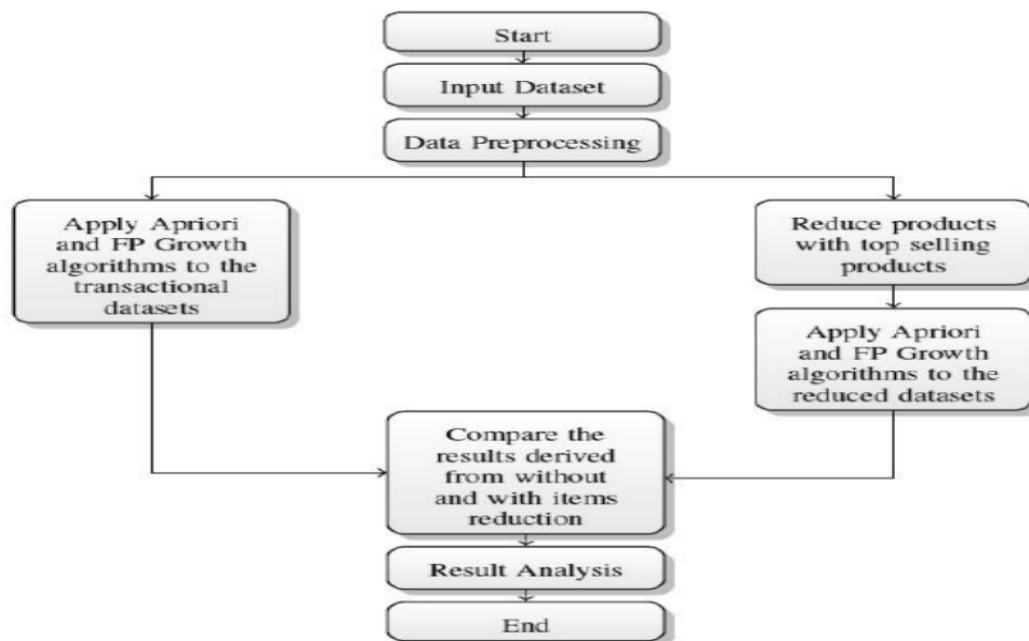 Start
Input Dataset
Data Preprocessing
Apply Apriori
and FP Growth
algorithms to the
transactional
datasets
Reduce products
with top selling
products
Apply Apriori
and FP Growth
algorithms to the
reduced datasets
Compare the
results derived
from without
and with items
reduction
Result Analysis
End